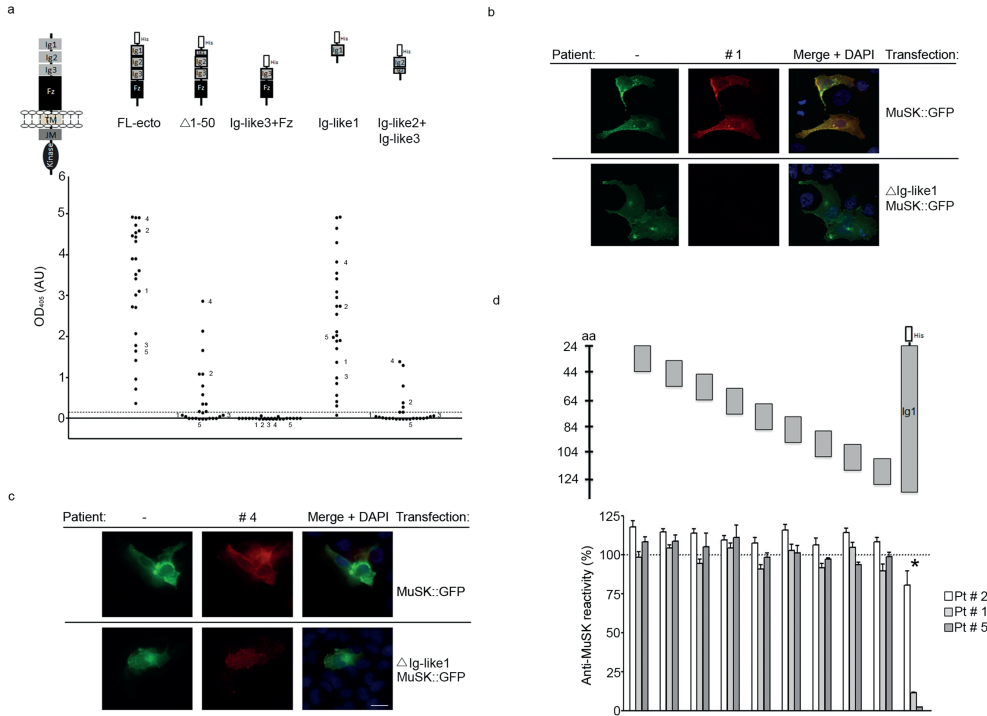 a
His
His
His
His
His
Ig1
Ig2
Ig3
Fz
TM
JM
Kinase
Ig1
Ig2
Ig3
Fz
Ig2
Ig3
Fz
Ig3
Fz
Ig1
Ig2
FL-ecto
△1-50
Ig-like3+Fz
Ig-like1
Ig-like2+
Ig-like3
OD405 (AU)
6
5
4
3
2
1
0
4
2
1
3
5
4
2
1
3
5
1 2 3 4 5
4
2
5
1
3
4
2
1
3
5
b
Patient: - # 1 Merge + DAPI Transfection:
MuSK::GFP
△Ig-like1
MuSK::GFP
c
Patient: - # 4 Merge + DAPI Transfection:
MuSK::GFP
△Ig-like1
MuSK::GFP
d
aa
24
44
64
84
104
124
His
Ig1
Anti-MuSK reactivity (%)
125
100
75
50
25
0
*
Pt # 2
Pt # 1
Pt # 5